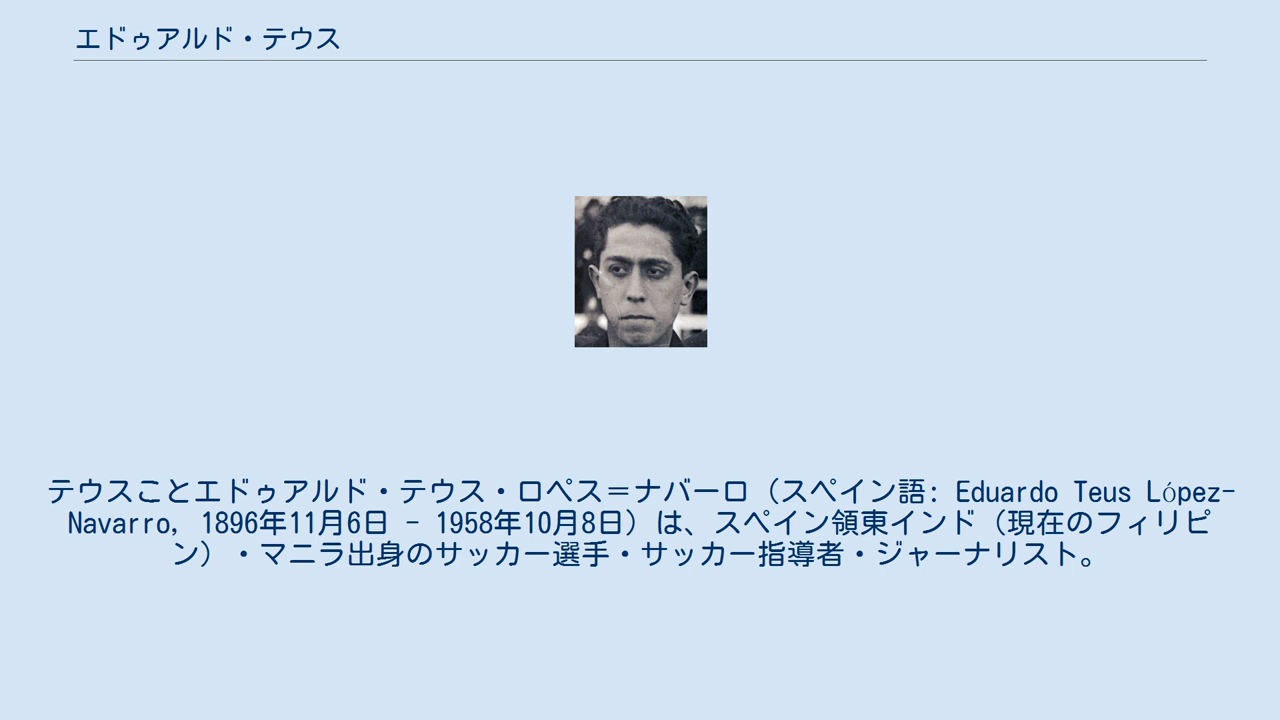 エドゥアルド・テウス
テウスことエドゥアルド・テウス・ロペス＝ナバーロ（スペイン語: Eduardo Teus López-
Navarro, 1896年11月6日 - 1958年10月8日）は、スペイン領東インド（現在のフィリピ
ン）・マニラ出身のサッカー選手・サッカー指導者・ジャーナリスト。